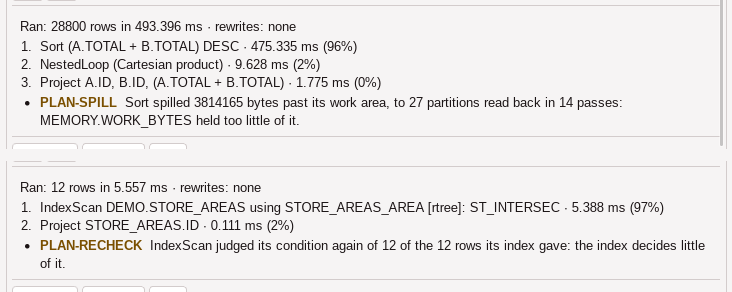 Ran: 28800 rows in 493.396 ms · rewrites: none
1. Sort (A.TOTAL + B.TOTAL) DESC · 475.335 ms (96%)
2. NestedLoop (Cartesian product) · 9.628 ms (2%)
3. Project A.ID, B.ID, (A.TOTAL + B.TOTAL) · 1.775 ms (0%)
• PLAN-SPILL Sort spilled 3814165 bytes past its work area, to 27 partitions read back in 14 passes:
MEMORY.WORK_BYTES held too little of it.
Ran: 12 rows in 5.557 ms · rewrites: none
1. IndexScan DEMO.STORE_AREAS using STORE_AREAS_AREA [rtree]: ST_INTERSEC · 5.388 ms (97%)
2. Project STORE_AREAS.ID · 0.111 ms (2%)
• PLAN-RECHECK IndexScan judged its condition again of 12 of the 12 rows its index gave: the index decides little
of it.